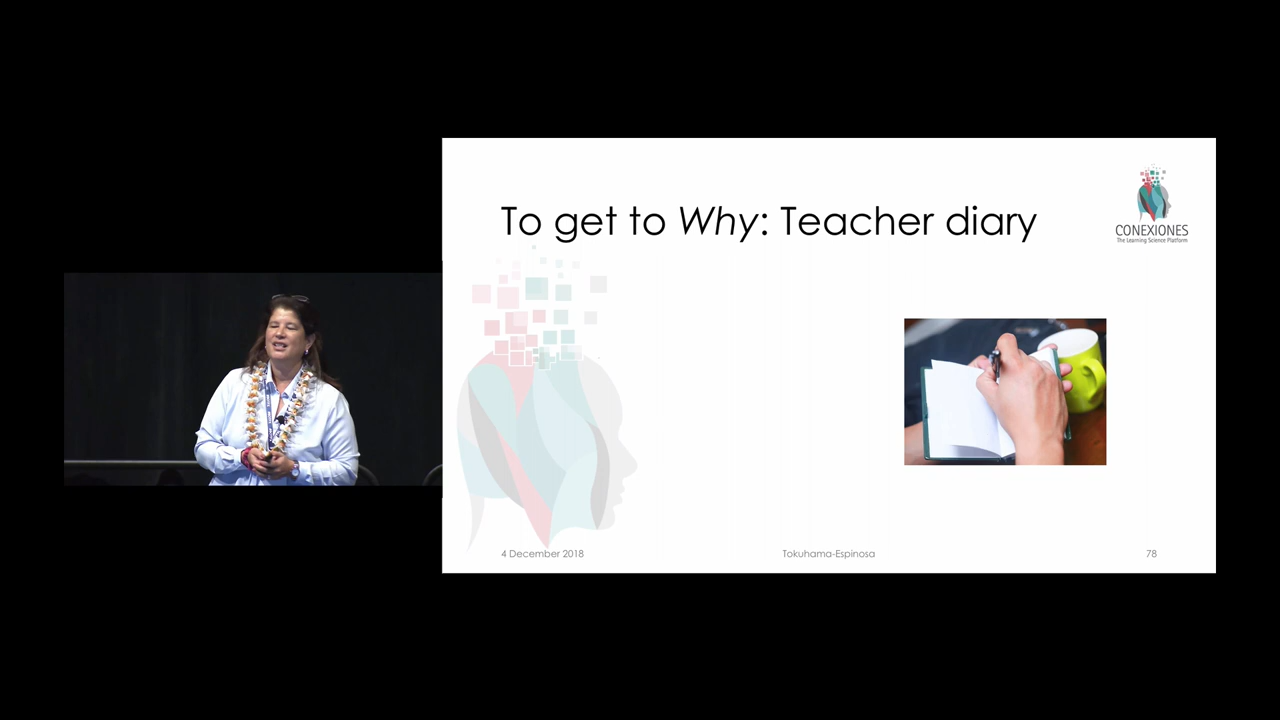 To get to Why: Teacher diary
CONEXIONES
The Learning Science Platform
4 December 2018
Tokuhama-Espinosa
78